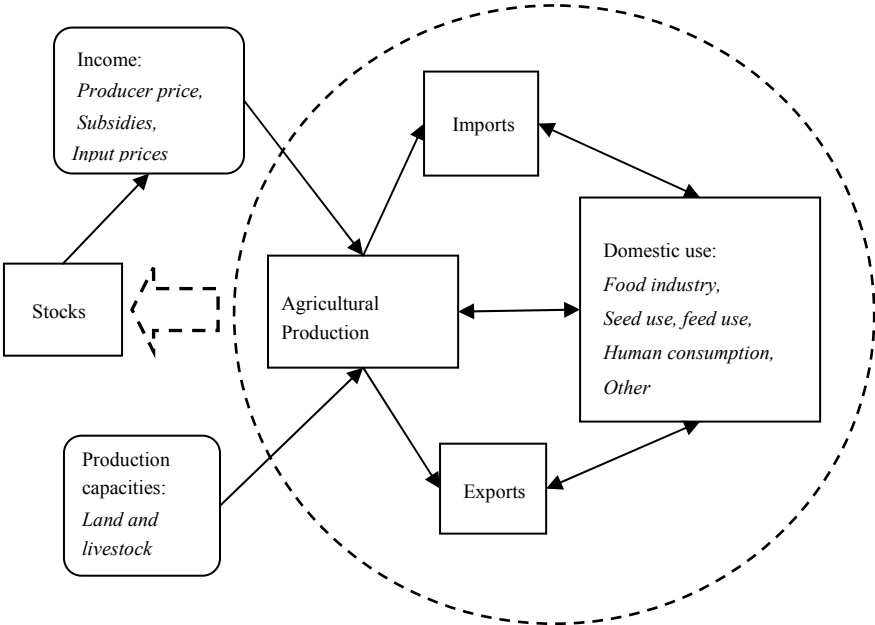 Income:
Producer price,
Subsidies,
Input prices
Imports
Stocks
Agricultural
Production
Domestic use:
Food industry,
Seed use, feed use,
Human consumption,
Other
Production
capacities:
Land and
livestock
Exports